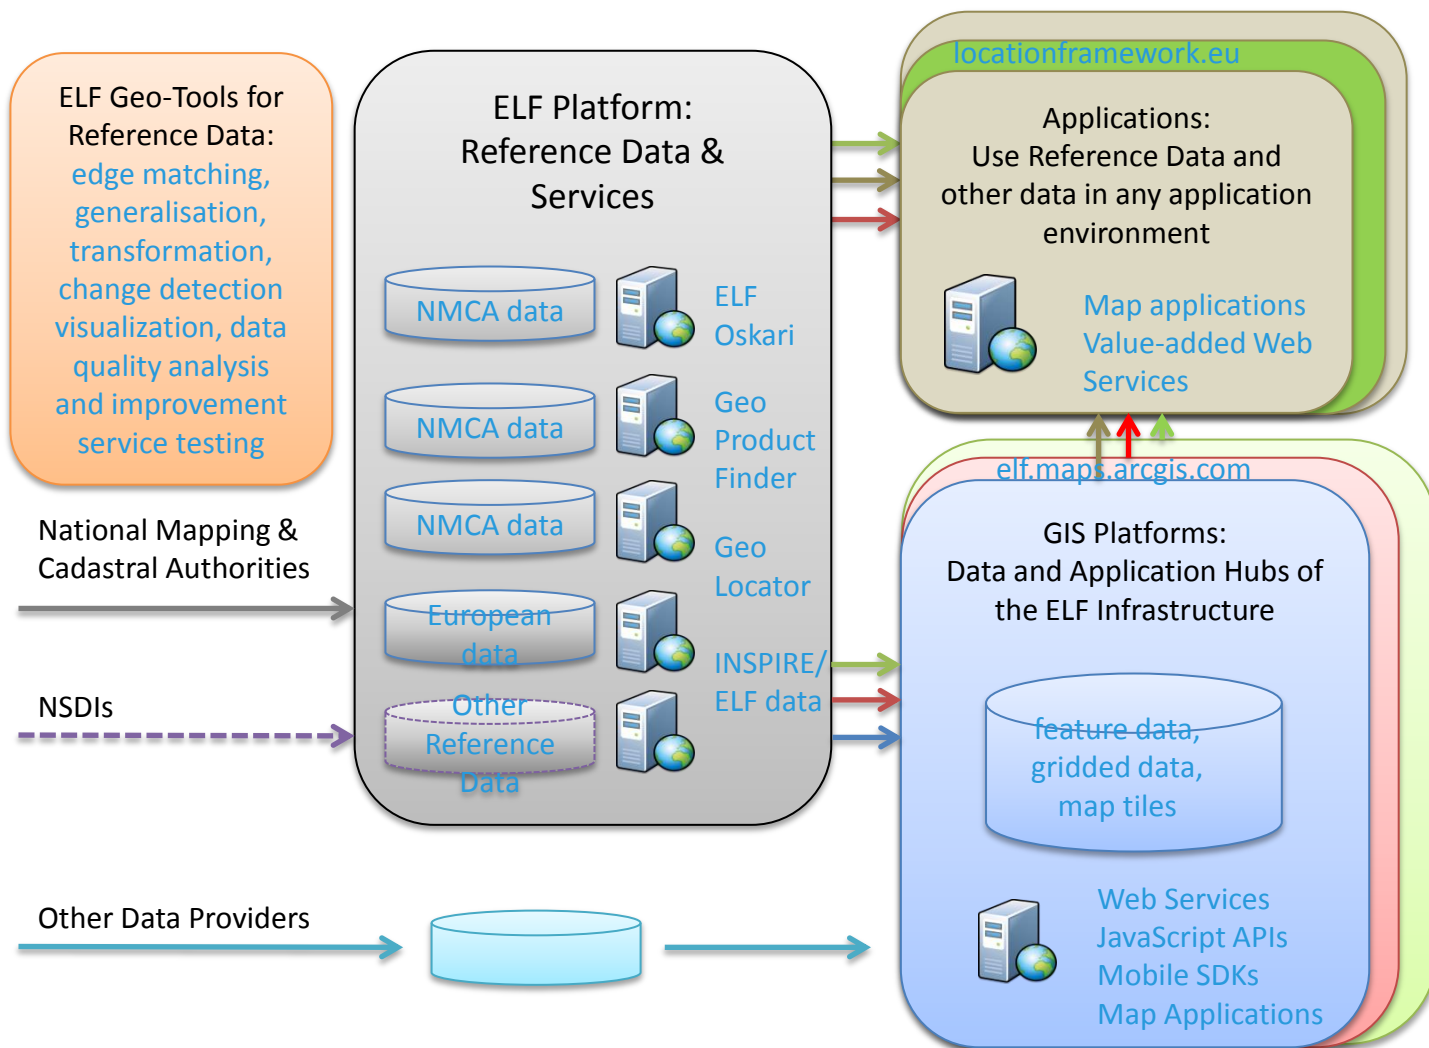 ELF Geo-Tools for
Reference Data:
edge matching,
generalisation,
transformation,
change detection
visualization, data
quality analysis
and improvement
service testing
National Mapping &
Cadastral Authorities
NSDIs
Other Data Providers
ELF Platform:
Reference Data &
Services
NMCA data
NMCA data
NMCA data
European
data
Other
Reference
Data
ELF
Oskari
Geo
Product
Finder
Geo
Locator
INSPIRE/
ELF data
locationframework.eu
Applications:
Use Reference Data and
other data in any application
environment
Map applications
Value-added Web
Services
elf.maps.arcgis.com
GIS Platforms:
Data and Application Hubs of
the ELF Infrastructure
feature data,
gridded data,
map tiles
Web Services
JavaScript APIs
Mobile SDKs
Map Applications